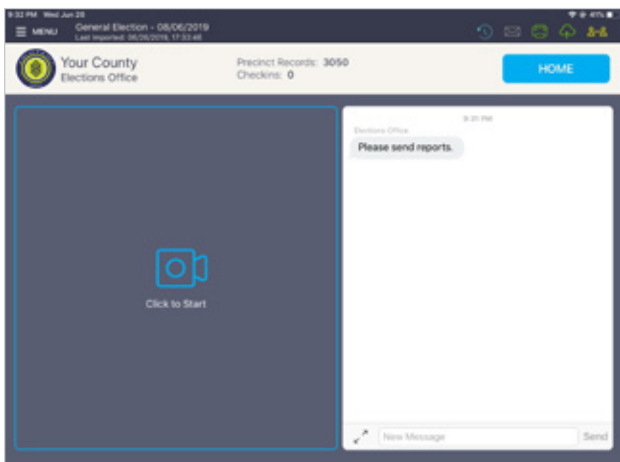 9:32 PM Wed Jun 26
41%
MENU
General Election - 08/06/2019
Last Imported: 06/26/2019, 17:33:46
Your County
Elections Office
Precinct Records: 3050
Checkins: 0
HOME
9:31 PM
Elections Office
Please send reports.
Click to Start
New Message
Send